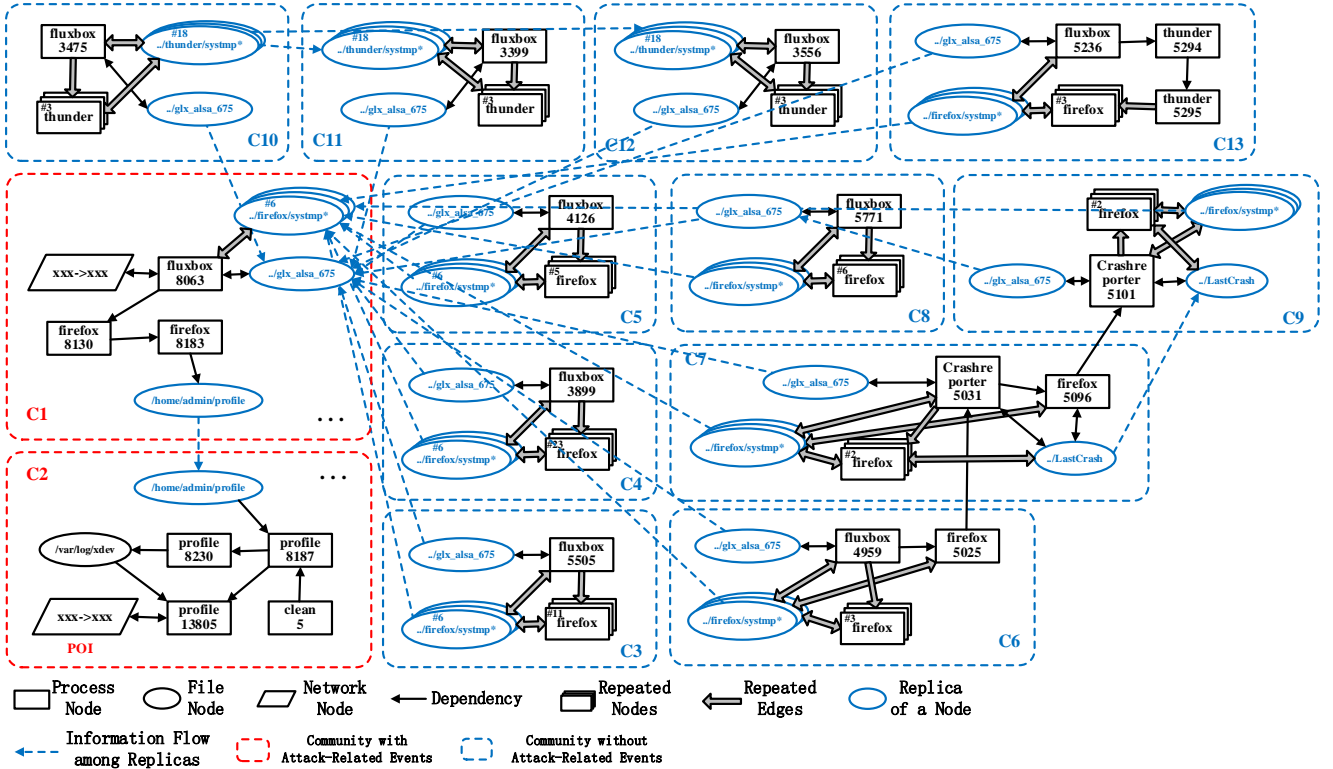 #18
../thunder/systmp*
fluxbox
3475
#3
thunder
../glx_alsa_675
C10
#18
../thunder/systmp*
fluxbox
3399
#3
thunder
../glx_alsa_675
C11
#18
../thunder/systmp*
fluxbox
3556
#3
thunder
../glx_alsa_675
C12
../glx_alsa_675
fluxbox
5236
thunder
5294
../firefox/systmp*
#3
firefox
thunder
5295
C13
#6
../firefox/systmp*
xxx->xxx
fluxbox
8063
../glx_alsa_675
firefox
8130
firefox
8183
/home/admin/profile
C1
...
../glx_alsa_675
fluxbox
4126
#6
../firefox/systmp*
#5
firefox
C5
../glx_alsa_675
fluxbox
5771
../firefox/systmp*
#6
firefox
C8
#2
firefox
../firefox/systmp*
../glx_alsa_675
Crashre
porter
5101
../LastCrash
C9
../glx_alsa_675
fluxbox
3899
#6
../firefox/systmp*
#23
firefox
C4
C7
../glx_alsa_675
Crashre
porter
5031
firefox
5096
../firefox/systmp*
#2
firefox
../LastCrash
C2
...
/home/admin/profile
/var/log/xdev
profile
8230
profile
8187
xxx->xxx
profile
13805
clean
5
POI
../glx_alsa_675
fluxbox
5505
#6
../firefox/systmp*
#11
firefox
C3
../glx_alsa_675
fluxbox
4959
firefox
5025
../firefox/systmp*
#3
firefox
C6
Process
Node
File
Node
Network
Node
Dependency
Repeated
Nodes
Repeated
Edges
Replica
of a Node
Information Flow
among Replicas
Community with
Attack-Related Events
Community without
Attack-Related Events